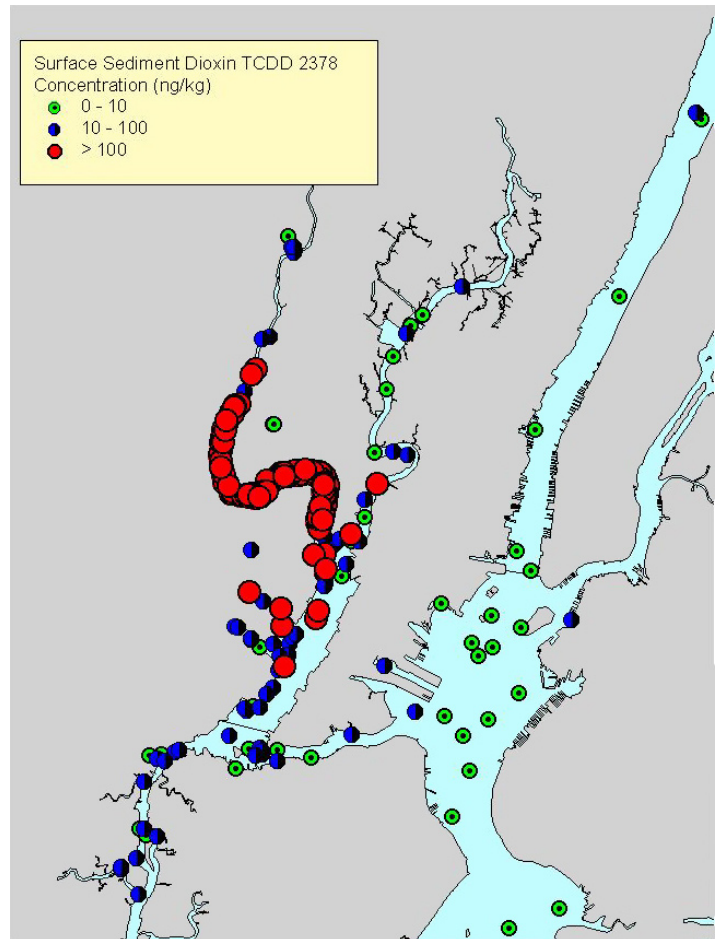 Surface Sediment Dioxin TCDD 2378
Concentration (ng/kg)
0 - 10
10 - 100
> 100